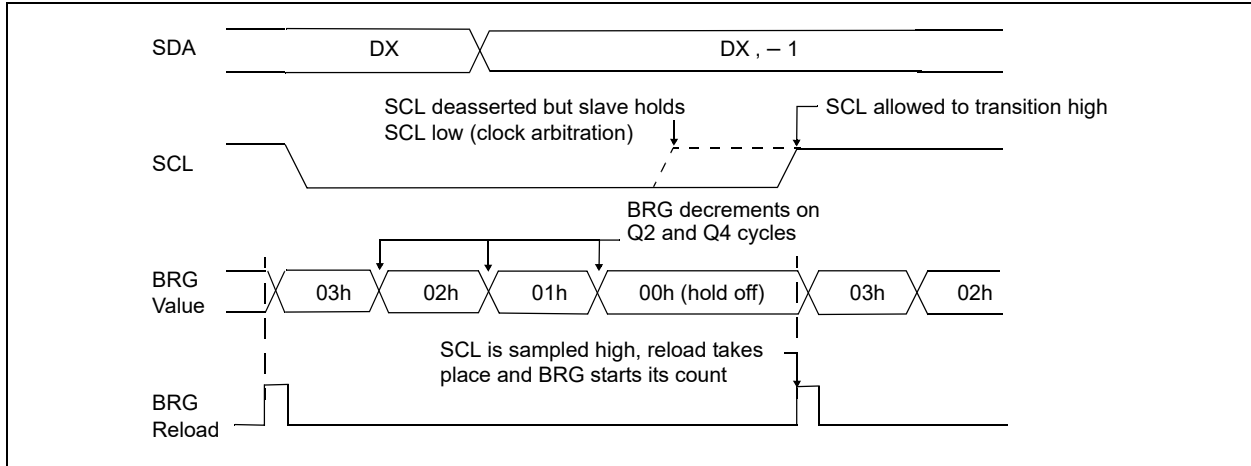 SDA
DX
DX , – 1
SCL deasserted but slave holds
SCL low (clock arbitration)
SCL allowed to transition high
SCL
BRG decrements on
Q2 and Q4 cycles
BRG
Value
03h
02h
01h
00h (hold off)
03h
02h
SCL is sampled high, reload takes
place and BRG starts its count
BRG
Reload